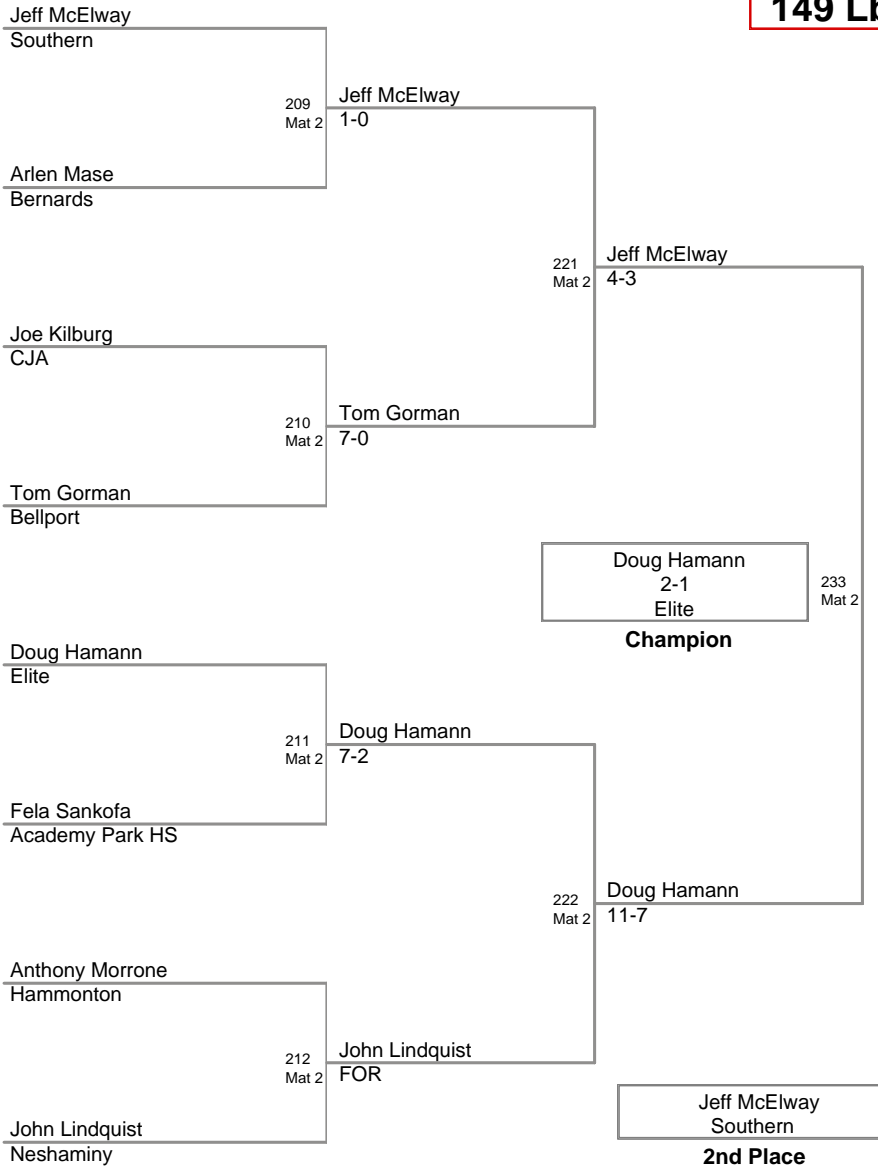 149 Lb
Jeff McElway
Southern
209
Mat 2
Jeff McElway
1-0
Arlen Mase
Bernards
221
Mat 2
Jeff McElway
4-3
Joe Kilburg
CJA
210
Mat 2
Tom Gorman
7-0
Tom Gorman
Bellport
Doug Hamann
2-1
Elite
Champion
233
Mat 2
Doug Hamann
Elite
211
Mat 2
Doug Hamann
7-2
Fela Sankofa
Academy Park HS
222
Mat 2
Doug Hamann
11-7
Anthony Morrone
Hammonton
212
Mat 2
John Lindquist
FOR
John Lindquist
Neshaminy
Jeff McElway
Southern
2nd Place